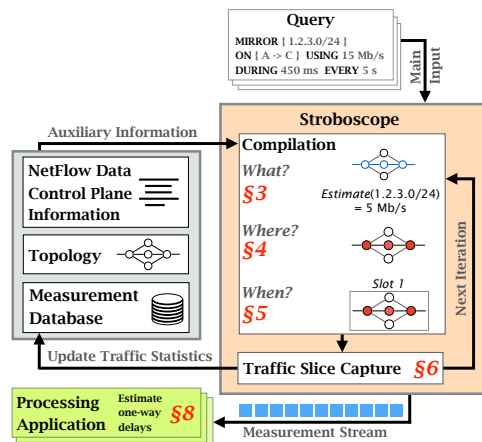 Query
MIRROR { 1.2.3.0/24 }
ON { A -> C } USING 15 Mb/s
DURING 450 ms EVERY 5 s
Main
Input
Auxiliary Information
Stroboscope
Compilation
What?
§3
Estimate(1.2.3.0/24)
= 5 Mb/s
Where?
§4
When?
§5
Slot 1
Next Iteration
NetFlow Data
Control Plane
Information
Topology
Measurement
Database
Update Traffic Statistics
Traffic Slice Capture §6
Processing
Application
Estimate
one-way
delays
§8
Measurement Stream